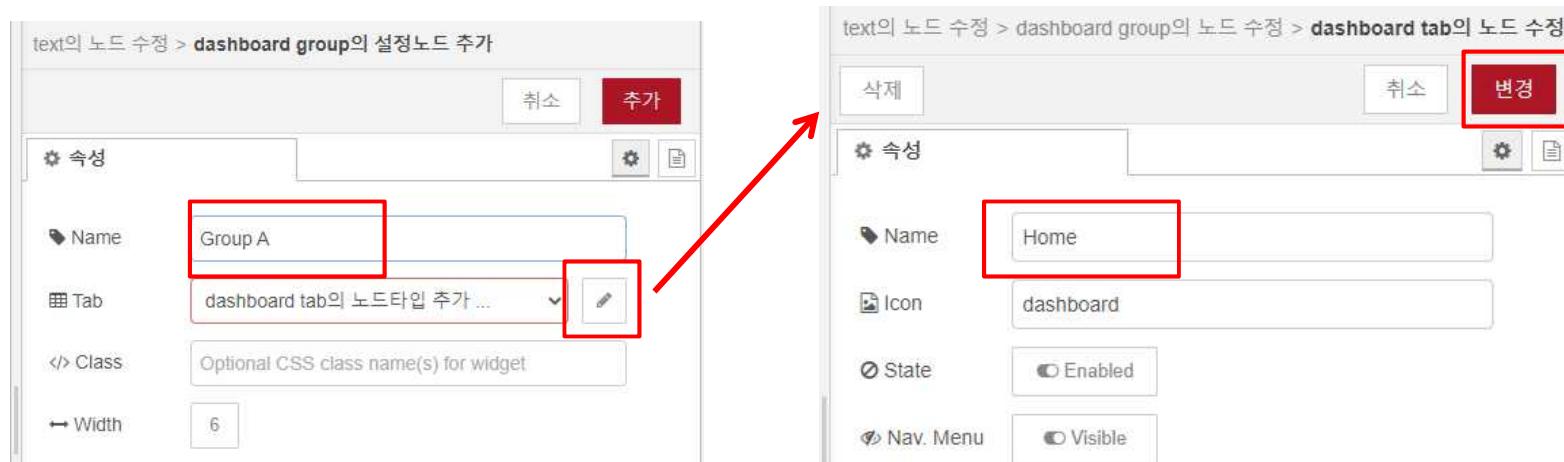 text의 노드 수정 > dashboard group의 설정노드 추가
취소
추가
속성
Name
Group A
Tab
dashboard tab의 노드타입 추가 ...
</> Class
Optional CSS class name(s) for widget
Width
6
text의 노드 수정 > dashboard group의 노드 수정 > dashboard tab의 노드 수정
삭제
취소
변경
속성
Name
Home
Icon
dashboard
State
Enabled
Nav. Menu
Visible